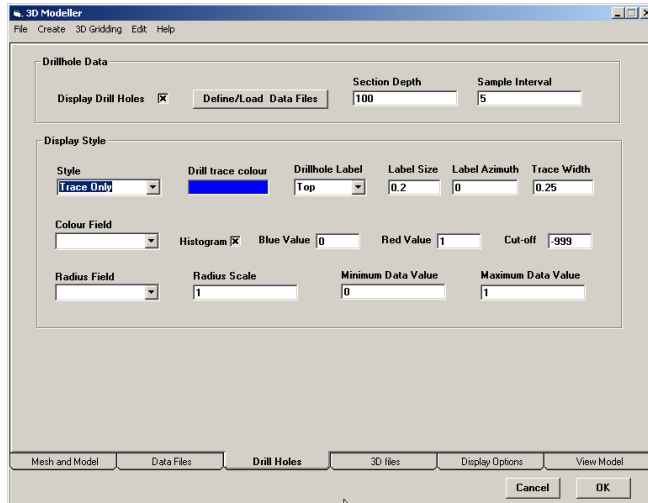 3D Modeller
File Create 3D Gridding Edit Help
Drillhole Data
Section Depth Sample Interval
Display Drill Holes Define/Load Data Files 100 5
Display Style
Style Drill trace colour Drillhole Label Label Size Label Azimuth Trace Width
Trace Only Top 0.2 0 0.25
Colour Field
Histogram Blue Value 0 Red Value 1 Cut-off -999
Radius Field Radius Scale Minimum Data Value Maximum Data Value
1 0 1
Mesh and Model Data Files Drill Holes 3D files Display Options View Model
Cancel OK